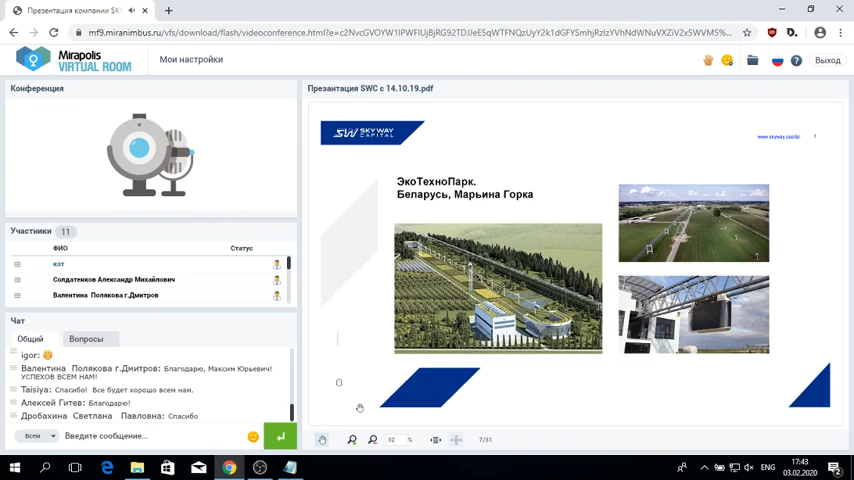 Презентация компании SK
mf9.miranimbus.ru/vfs/download/flash/videoconference.html?e=
Mirapolis
VIRTUAL ROOM
Мои настройки
Выход
Конференция
Презантация SWC с 14.10.19.pdf
SKYWAY
CAPITAL
www.skyway.capital
ЭкоТехноПарк.
Беларусь, Марьина Горка
Участники 11
ФИО Статус
кот
Солдатенков Александр Михайлович
Валентина Полякова г.Дмитров
Чат
Общий Вопросы
igor:
Валентина Полякова г.Дмитров: Благодарю, Максим Юрьевич!
УСПЕХОВ ВСЕМ НАМ!
Taisiya: Спасибо! Все будет хорошо всем нам.
Алексей Гитев: Благодарю!
Дробахина Светлана Павловна: Спасибо
Всем Введите сообщение...
32 % 7/31
ENG
17:43
03.02.2020
2